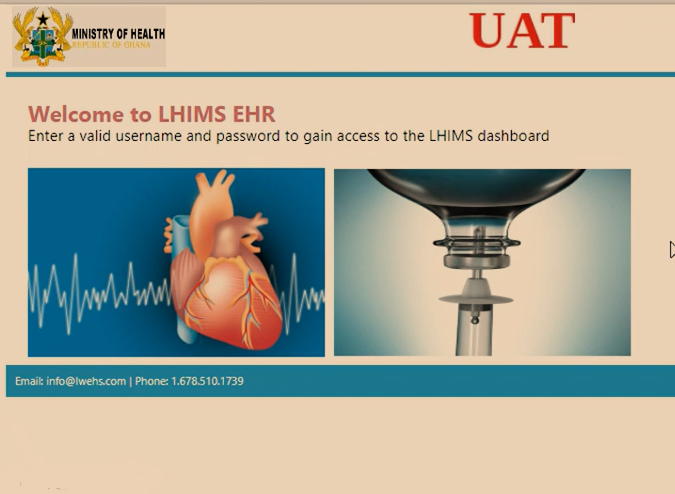 MINISTRY OF HEALTH
REPUBLIC OF GHANA
UAT
Welcome to LHIMS EHR
Enter a valid username and password to gain access to the LHIMS dashboard
Email: info@lwehs.com | Phone: 1.678.510.1739